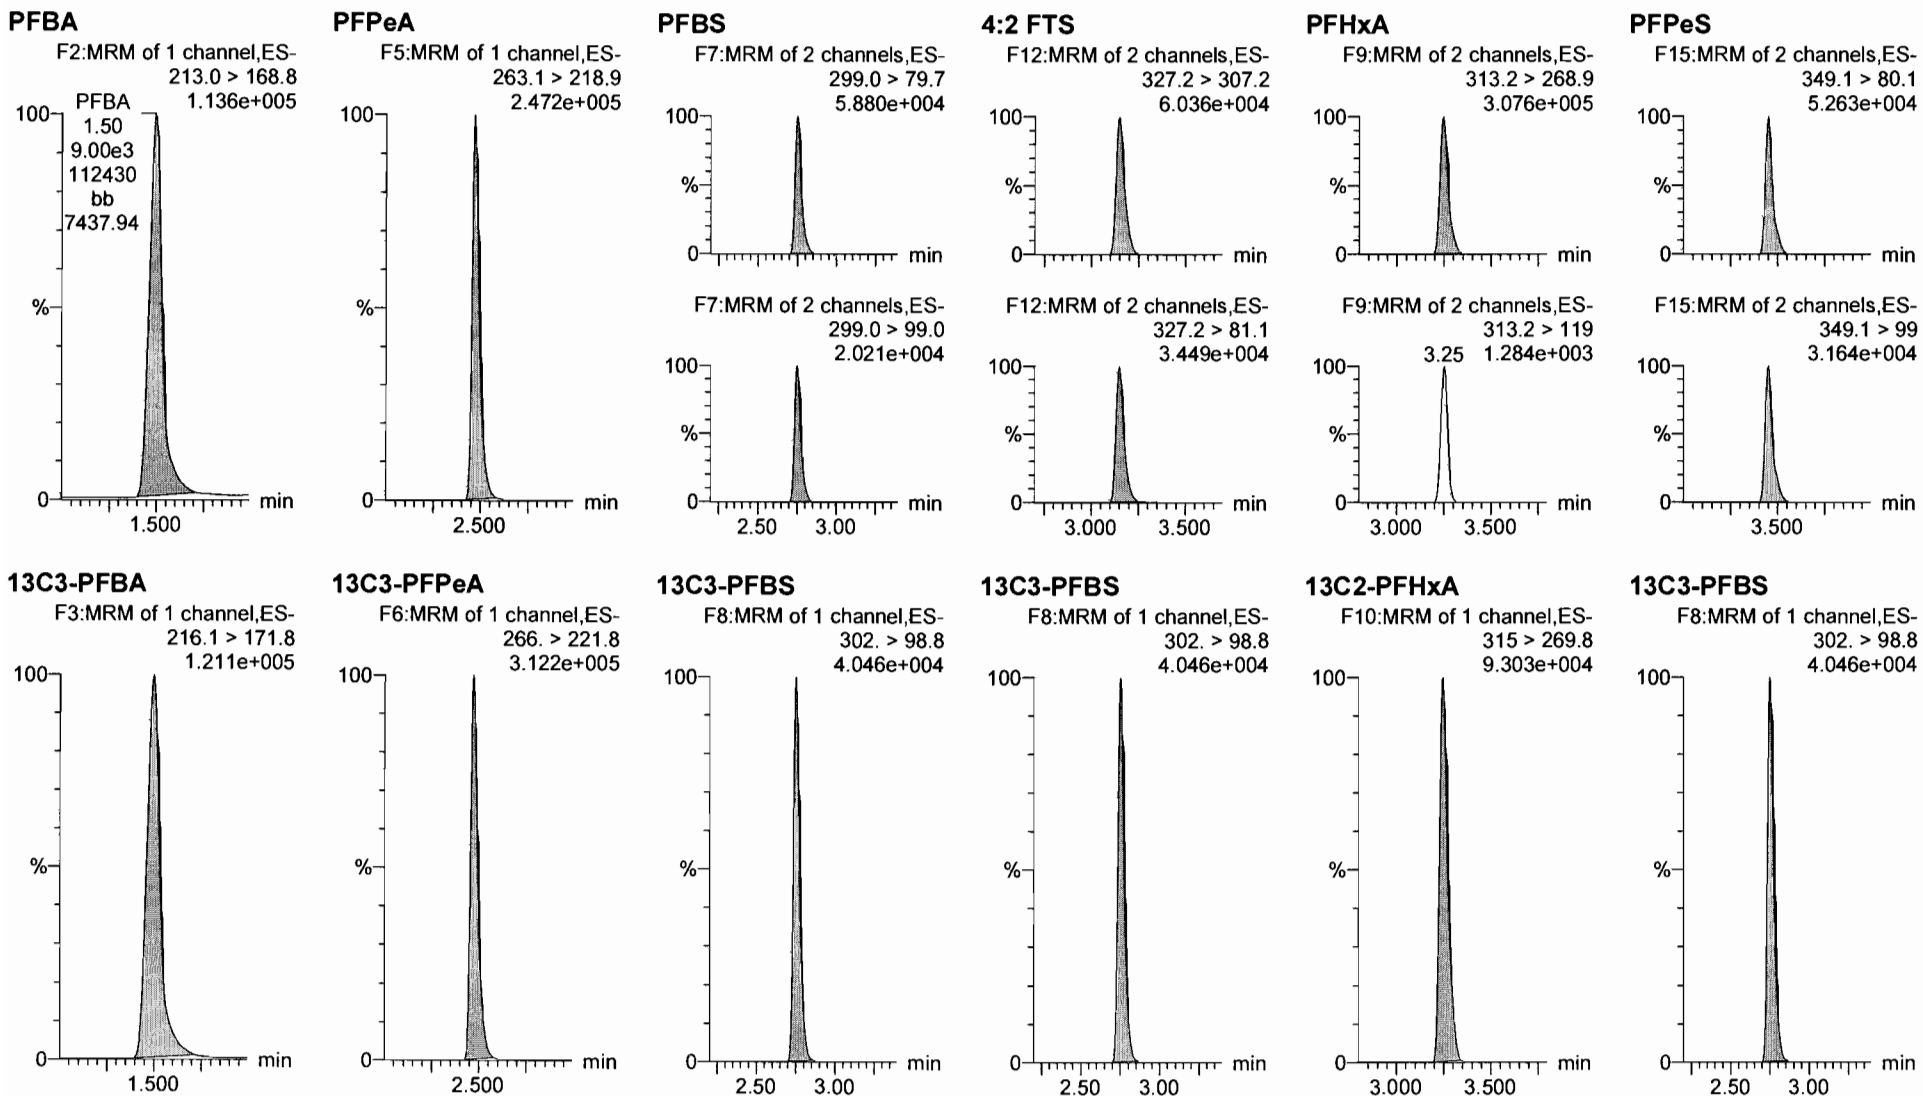 PFBA
F2:MRM of 1 channel,ES-
213.0 > 168.8
1.136e+005
PFBA
1.50
9.00e3
112430
bb
7437.94
100
%
0
min
1.500
PFPeA
F5:MRM of 1 channel,ES-
263.1 > 218.9
2.472e+005
100
%
0
min
2.500
PFBS
F7:MRM of 2 channels,ES-
299.0 > 79.7
5.880e+004
100
%
0
min
F7:MRM of 2 channels,ES-
299.0 > 99.0
2.021e+004
100
%
0
min
2.50 3.00
4:2 FTS
F12:MRM of 2 channels,ES-
327.2 > 307.2
6.036e+004
100
%
0
min
F12:MRM of 2 channels,ES-
327.2 > 81.1
3.449e+004
100
%
0
min
3.000 3.500
PFHxA
F9:MRM of 2 channels,ES-
313.2 > 268.9
3.076e+005
100
%
0
min
F9:MRM of 2 channels,ES-
313.2 > 119
3.25 1.284e+003
100
%
0
min
3.000 3.500
PFPeS
F15:MRM of 2 channels,ES-
349.1 > 80.1
5.263e+004
100
%
0
min
F15:MRM of 2 channels,ES-
349.1 > 99
3.164e+004
100
%
0
min
3.500
13C3-PFBA
F3:MRM of 1 channel,ES-
216.1 > 171.8
1.211e+005
100
%
0
min
1.500
13C3-PFPeA
F6:MRM of 1 channel,ES-
266. > 221.8
3.122e+005
100
%
0
min
2.500
13C3-PFBS
F8:MRM of 1 channel,ES-
302. > 98.8
4.046e+004
100
%
0
min
2.50 3.00
13C3-PFBS
F8:MRM of 1 channel,ES-
302. > 98.8
4.046e+004
100
%
0
min
2.50 3.00
13C2-PFHxA
F10:MRM of 1 channel,ES-
315 > 269.8
9.303e+004
100
%
0
min
3.000 3.500
13C3-PFBS
F8:MRM of 1 channel,ES-
302. > 98.8
4.046e+004
100
%
0
min
2.50 3.00